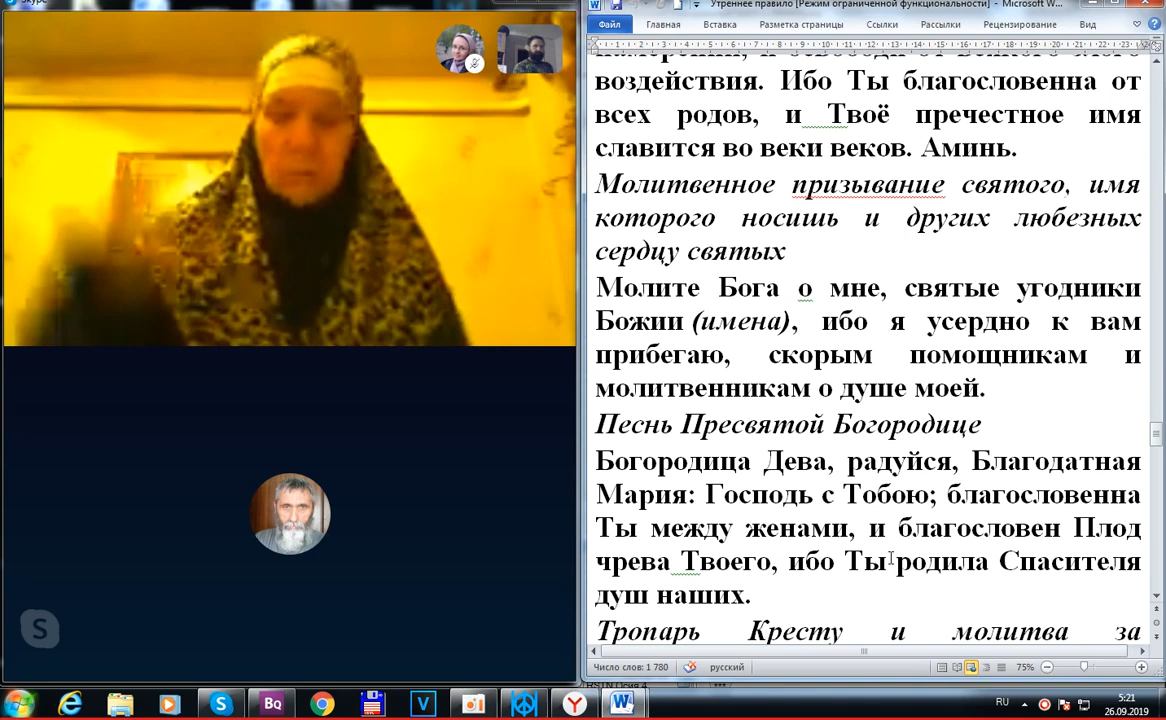 Skype
Утреннее правило [Режим ограниченной функциональности] - Microsoft W...
Файл Главная Вставка Разметка страницы Ссылки Рассылки Рецензирование Вид
воздействия. Ибо Ты благословенна от
всех родов, и Твоё пречестное имя
славится во веки веков. Аминь.
Молитвенное призывание святого, имя
которого носишь и других любезных
сердцу святых
Молите Бога о мне, святые угодники
Божии (имена), ибо я усердно к вам
прибегаю, скорым помощникам и
молитвенникам о душе моей.
Песнь Пресвятой Богородице
Богородица Дева, радуйся, Благодатная
Мария: Господь с Тобою; благословенна
Ты между женами, и благословен Плод
чрева Твоего, ибо Ты родила Спасителя
душ наших.
Тропарь Кресту и молитва за
Число слов: 1 780 русский 75%
RU 5:21
26.09.2019